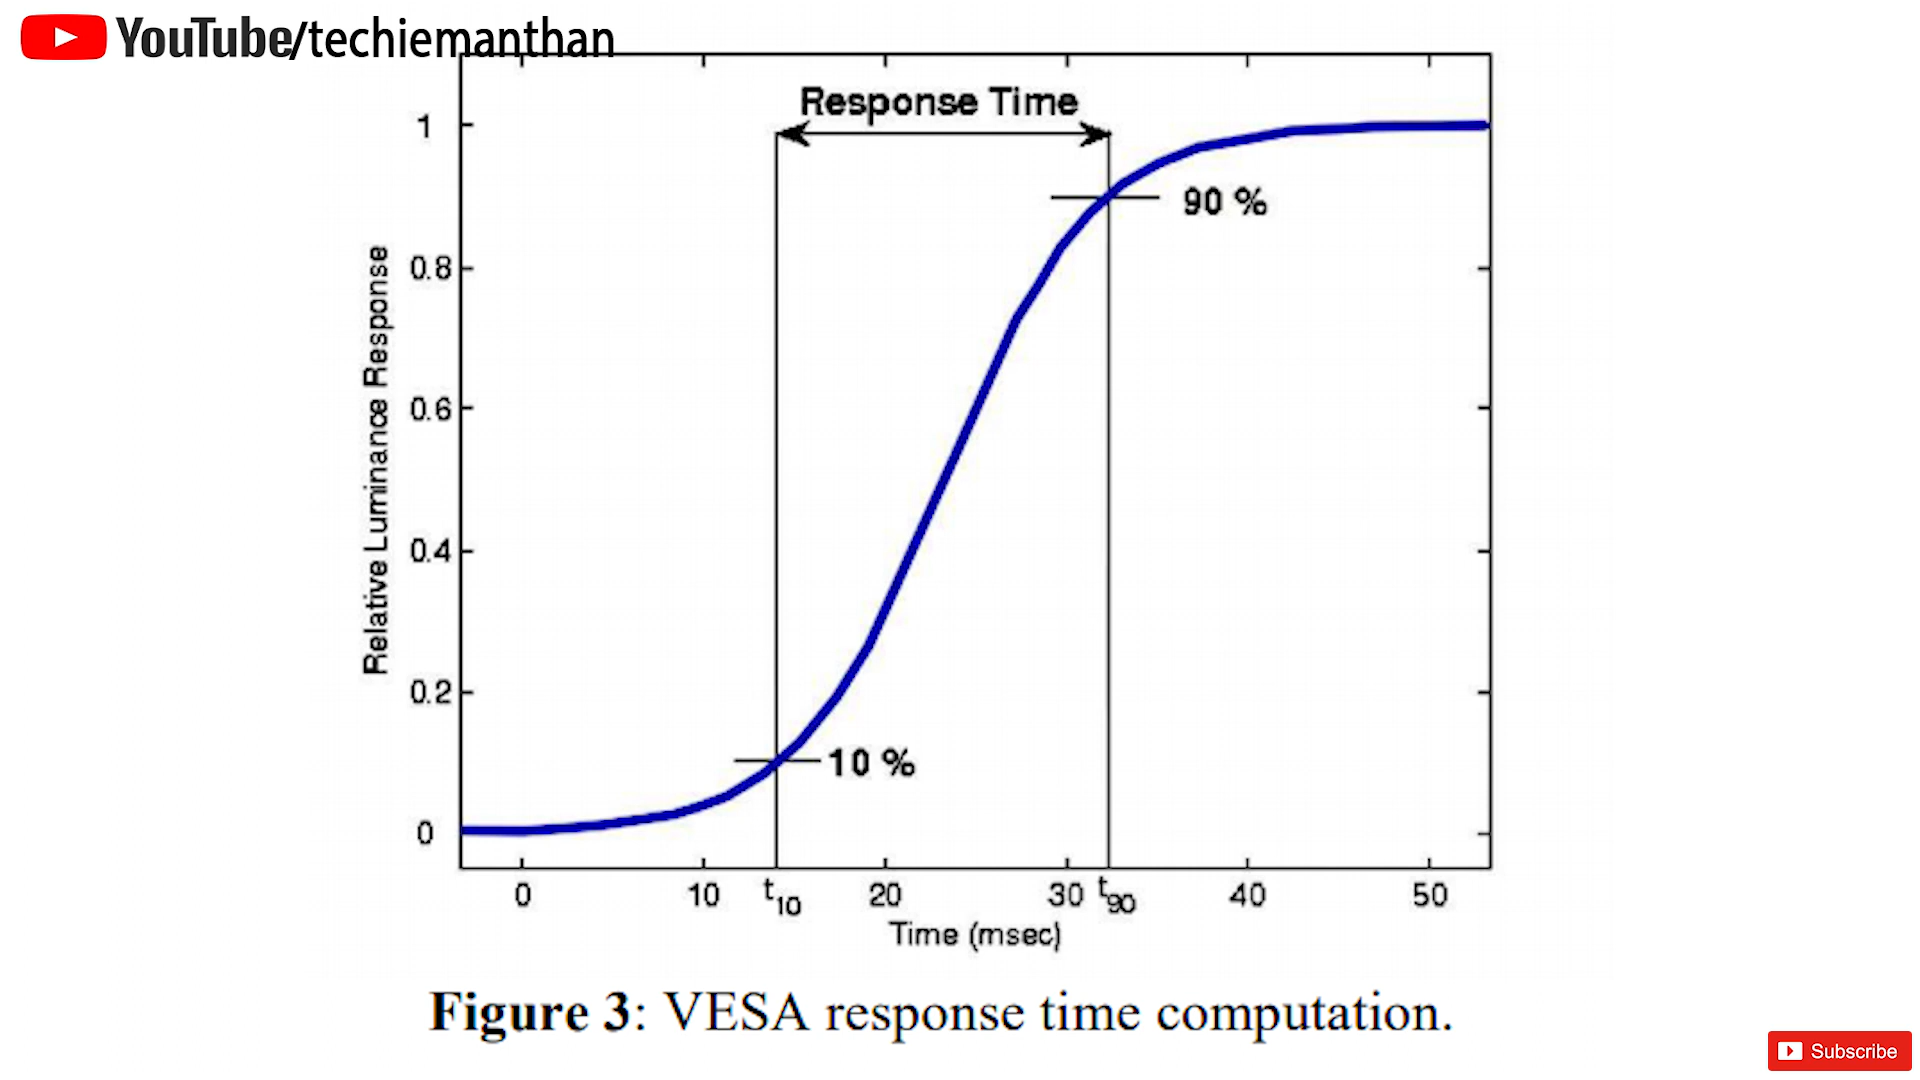 YouTube/techiemanthan
Response Time
1
90 %
0.8
0.6
0.4
0.2
10 %
0
Relative Luminance Response
0 10 t10 20 30 t90 40 50
Time (msec)
Figure 3: VESA response time computation.
Subscribe